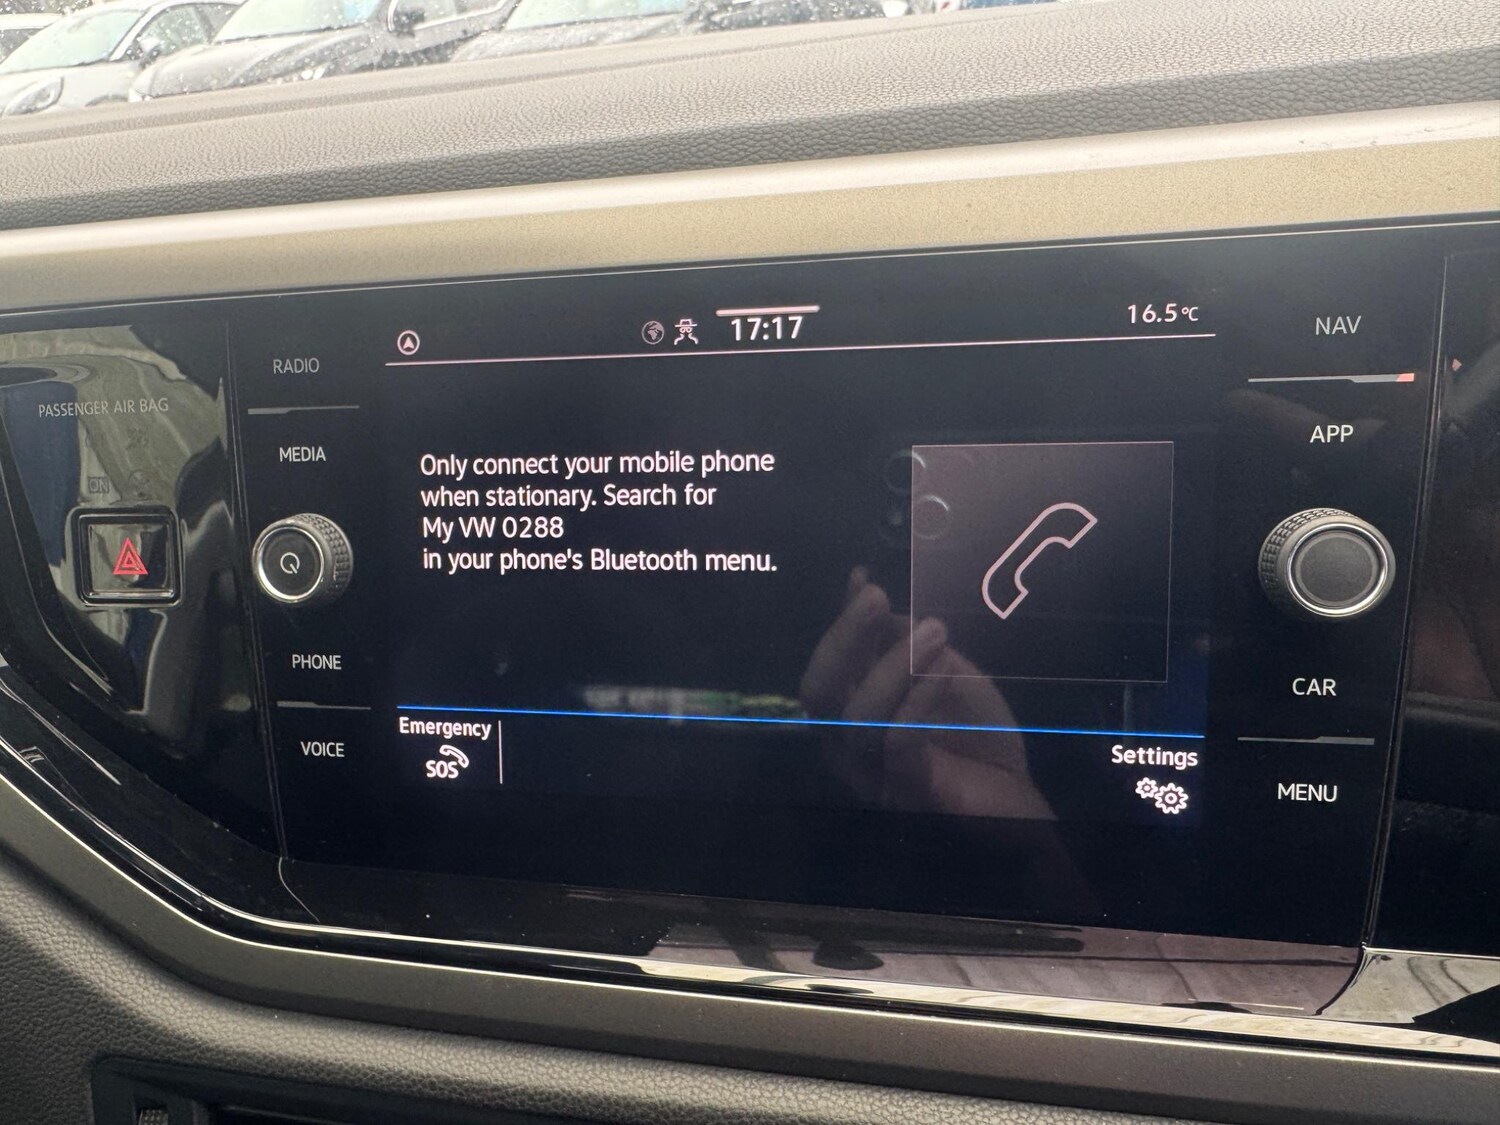 17:17
16.5°C
NAV
RADIO
PASSENGER AIR BAG
ON
MEDIA
APP
Only connect your mobile phone
when stationary. Search for
My VW 0288
in your phone's Bluetooth menu.
PHONE
CAR
VOICE
Emergency
SOS
Settings
MENU